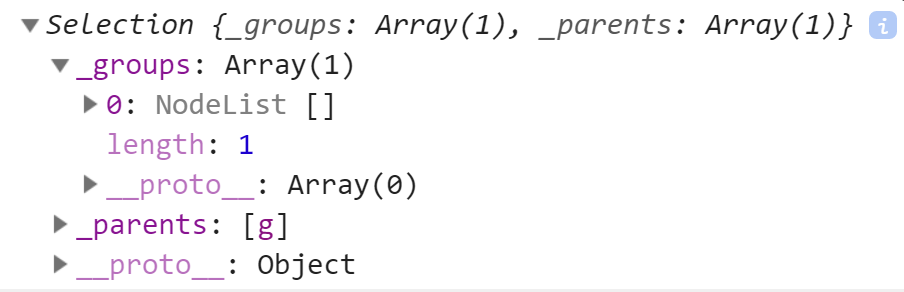 ▼Selection {_groups: Array(1), _parents: Array(1)} i
▼_groups: Array(1)
▶0: NodeList []
length: 1
▶__proto__: Array(0)
▶_parents: [g]
▶__proto__: Object